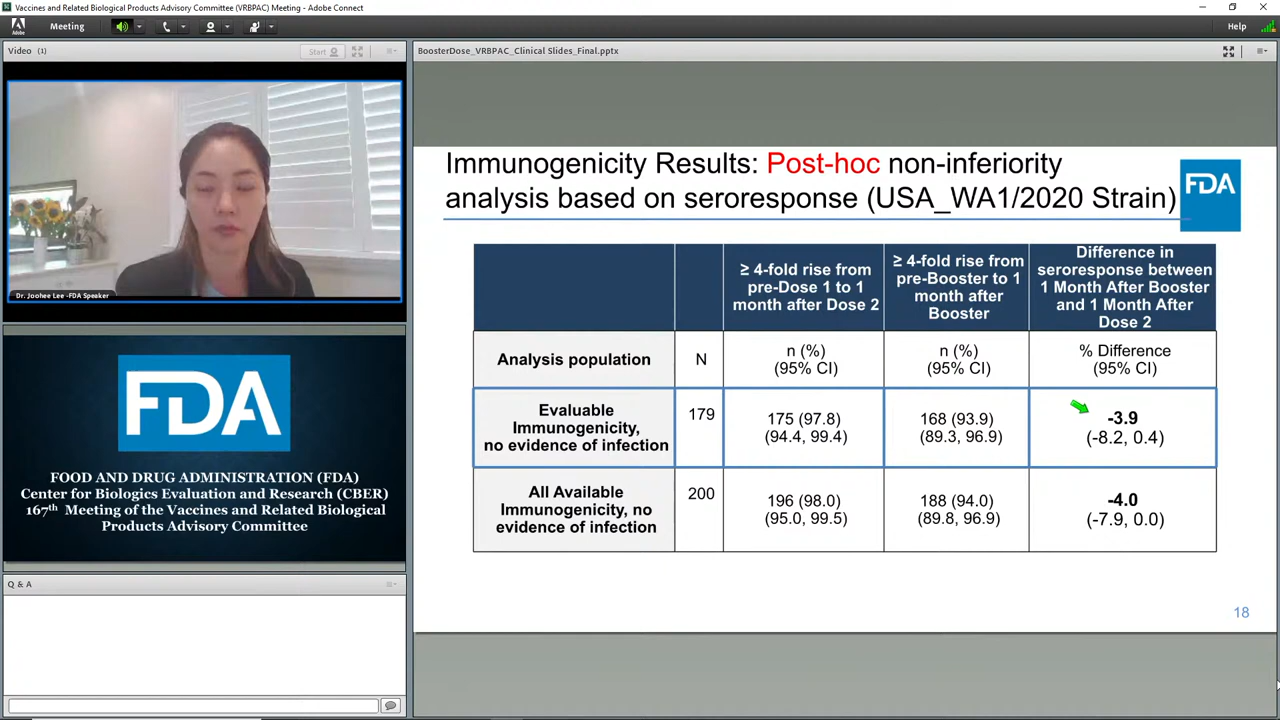 Vaccines and Related Biological Products Advisory Committee (VRBPAC) Meeting - Adobe Connect
Adobe
Meeting
Help
Video (1)
Start
Dr. Joohee Lee -FDA Speaker
FDA
FOOD AND DRUG ADMINISTRATION (FDA)
Center for Biologics Evaluation and Research (CBER)
167th Meeting of the Vaccines and Related Biological
Products Advisory Committee
Q & A
BoosterDose_VRBPAC_Clinical Slides_Final.pptx
Immunogenicity Results: Post-hoc non-inferiority
analysis based on seroresponse (USA_WA1/2020 Strain)
FDA
≥ 4-fold rise from
pre-Dose 1 to 1
month after Dose 2
≥ 4-fold rise from
pre-Booster to 1
month after
Booster
Difference in
seroresponse between
1 Month After Booster
and 1 Month After
Dose 2
Analysis population
N
n (%)
(95% CI)
n (%)
(95% CI)
% Difference
(95% CI)
Evaluable
Immunogenicity,
no evidence of infection
179
175 (97.8)
(94.4, 99.4)
168 (93.9)
(89.3, 96.9)
-3.9
(-8.2, 0.4)
All Available
Immunogenicity, no
evidence of infection
200
196 (98.0)
(95.0, 99.5)
188 (94.0)
(89.8, 96.9)
-4.0
(-7.9, 0.0)
18